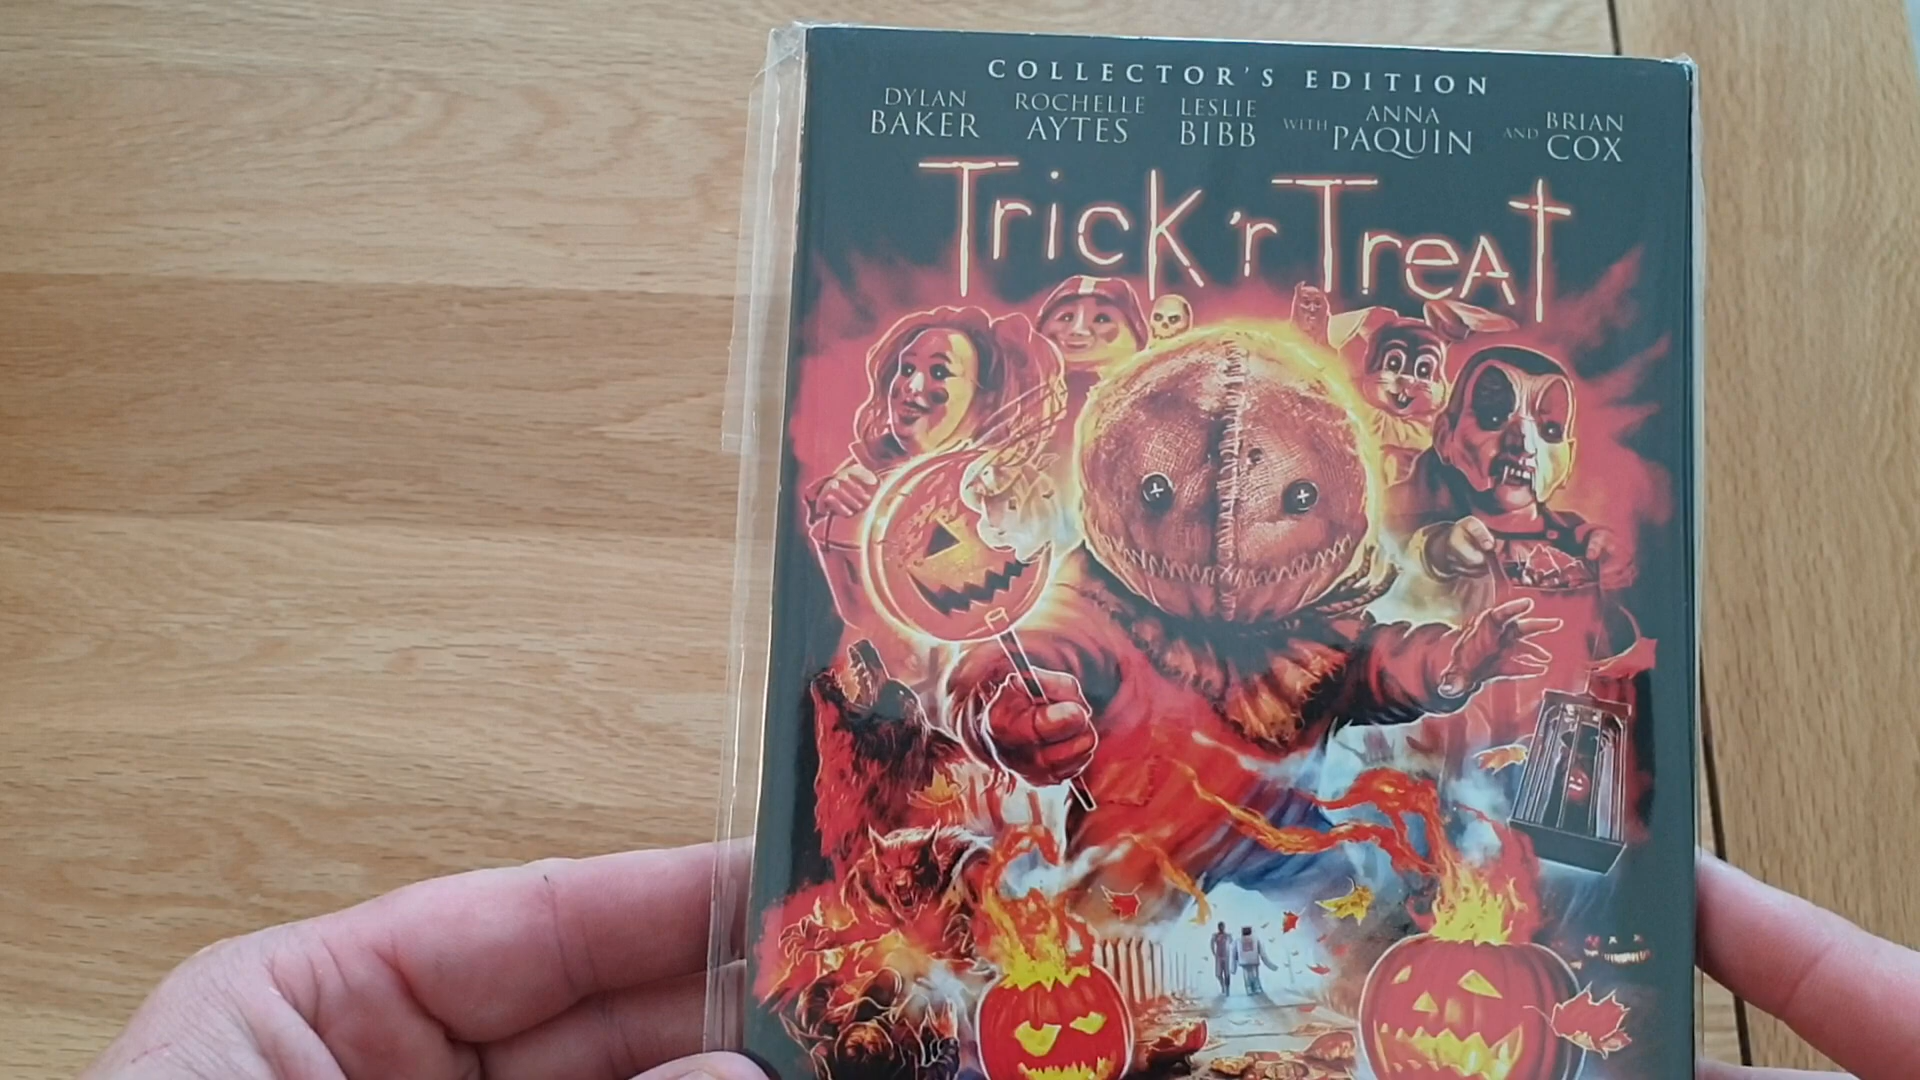 COLLECTOR'S EDITION
DYLAN BAKER ROCHELLE AYTES LESLIE BIBB WITH ANNA PAQUIN AND BRIAN COX
Trick 'r Treat